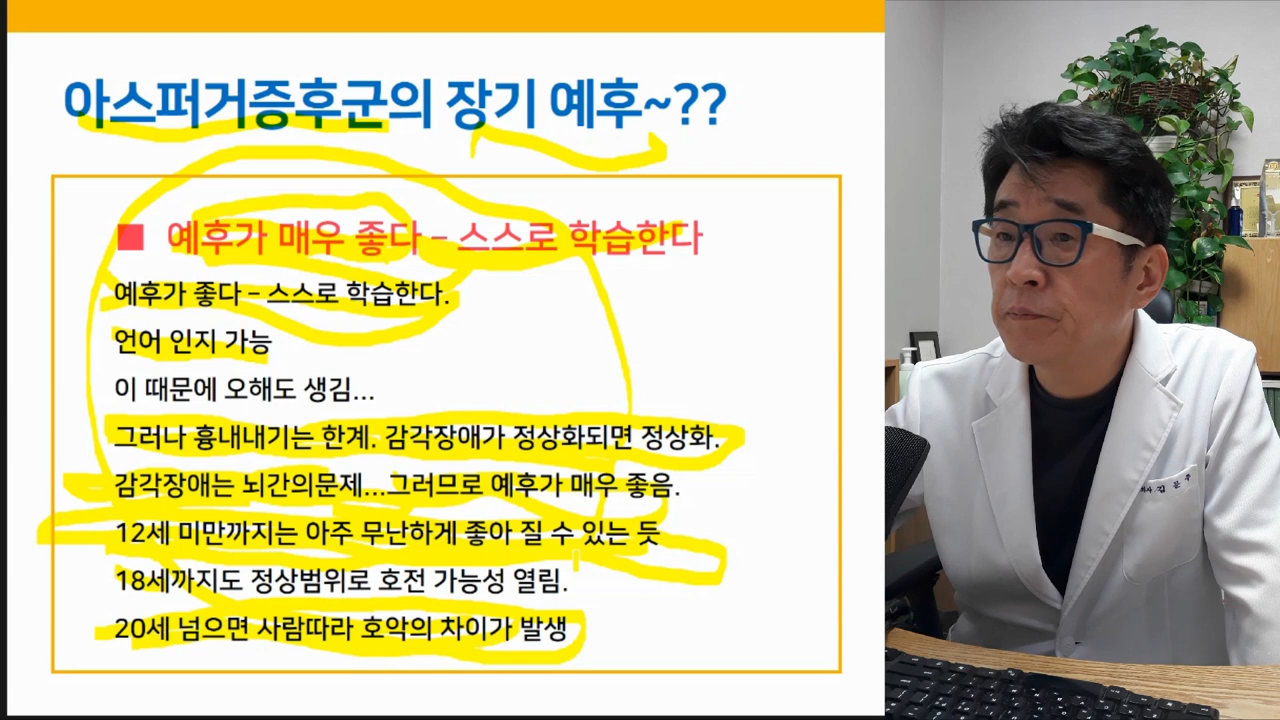 아스퍼거증후군의 장기 예후~??
■ 예후가 매우 좋다 – 스스로 학습한다
예후가 좋다 – 스스로 학습한다.
언어 인지 가능
이 때문에 오해도 생김...
그러나 흉내내기는 한계. 감각장애가 정상화되면 정상화.
감각장애는 뇌간의문제...그러므로 예후가 매우 좋음.
12세 미만까지는 아주 무난하게 좋아 질 수 있는 듯
18세까지도 정상범위로 호전 가능성 열림.
20세 넘으면 사람따라 호악의 차이가 발생